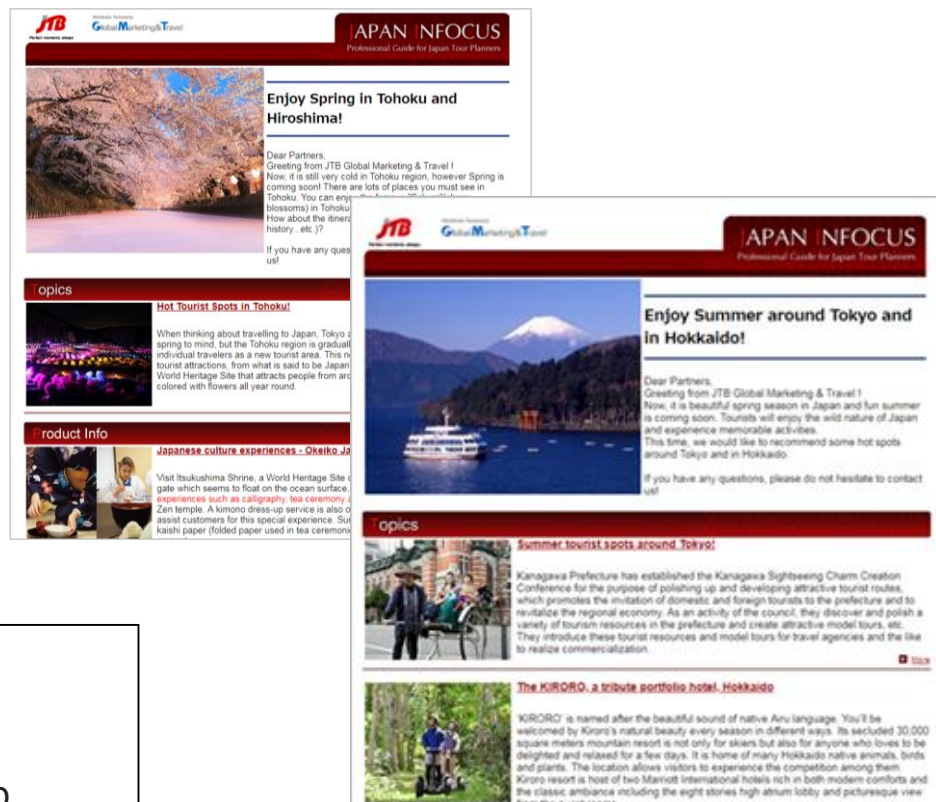 JTB
Perfect moments, always
Global Marketing & Travel
JAPAN INFOCUS
Professional Guide for Japan Tour Planners
Enjoy Spring in Tohoku and
Hiroshima!
Dear Partners,
Greeting from JTB Global Marketing & Travel !
Now, it is still very cold in Tohoku region, however Spring is
coming soon! There are lots of places you must see in
Tohoku. You can enjoy
blossoms) in Tohoku
How about the itinera
history...etc.)?
If you have any ques
us!
Topics
Hot Tourist Spots in Tohoku!
When thinking about travelling to Japan, Tokyo a
spring to mind, but the Tohoku region is graduall
individual travelers as a new tourist area. This n
tourist attractions, from what is said to be Japan
World Heritage Site that attracts people from aro
colored with flowers all year round.
Product Info
Japanese culture experiences - Okeiko Ja
Visit Itsukushima Shrine, a World Heritage Site
gate which seems to float on the ocean surface,
experiences such as calligraphy, tea ceremony a
Zen temple. A kimono dress-up service is also o
assist customers for this special experience. Su
kaishi paper (folded paper used in tea ceremoni
JTB
Perfect moments, always
Global Marketing & Travel
JAPAN INFOCUS
Professional Guide for Japan Tour Planners
Enjoy Summer around Tokyo and
in Hokkaido!
Dear Partners,
Greeting from JTB Global Marketing & Travel !
Now, it is beautiful spring season in Japan and fun summer
is coming soon. Tourists will enjoy the wild nature of Japan
and experience memorable activities.
This time, we would like to recommend some hot spots
around Tokyo and in Hokkaido.
If you have any questions, please do not hesitate to contact
us!
Topics
Summer tourist spots around Tokyo!
Kanagawa Prefecture has established the Kanagawa Sightseeing Charm Creation
Conference for the purpose of polishing up and developing attractive tourist routes,
which promotes the invitation of domestic and foreign tourists to the prefecture and to
revitalize the regional economy. As an activity of the council, they discover and polish a
variety of tourism resources in the prefecture and create attractive model tours, etc.
They introduce these tourist resources and model tours for travel agencies and the like
to realize commercialization.
More
The KIRORO, a tribute portfolio hotel, Hokkaido
'KIRORO' is named after the beautiful sound of native Ainu language. You'll be
welcomed by Kiroro's natural beauty every season in different ways. Its secluded 30,000
square meters mountain resort is not only for skiers but also for anyone who loves to be
delighted and relaxed for a few days. It is home of many Hokkaido native animals, birds
and plants. The location allows visitors to experience the competition among them.
Kiroro resort is host of two Marriott International hotels rich in both modern comforts and
the classic ambiance including the eight stories high atrium lobby and picturesque view